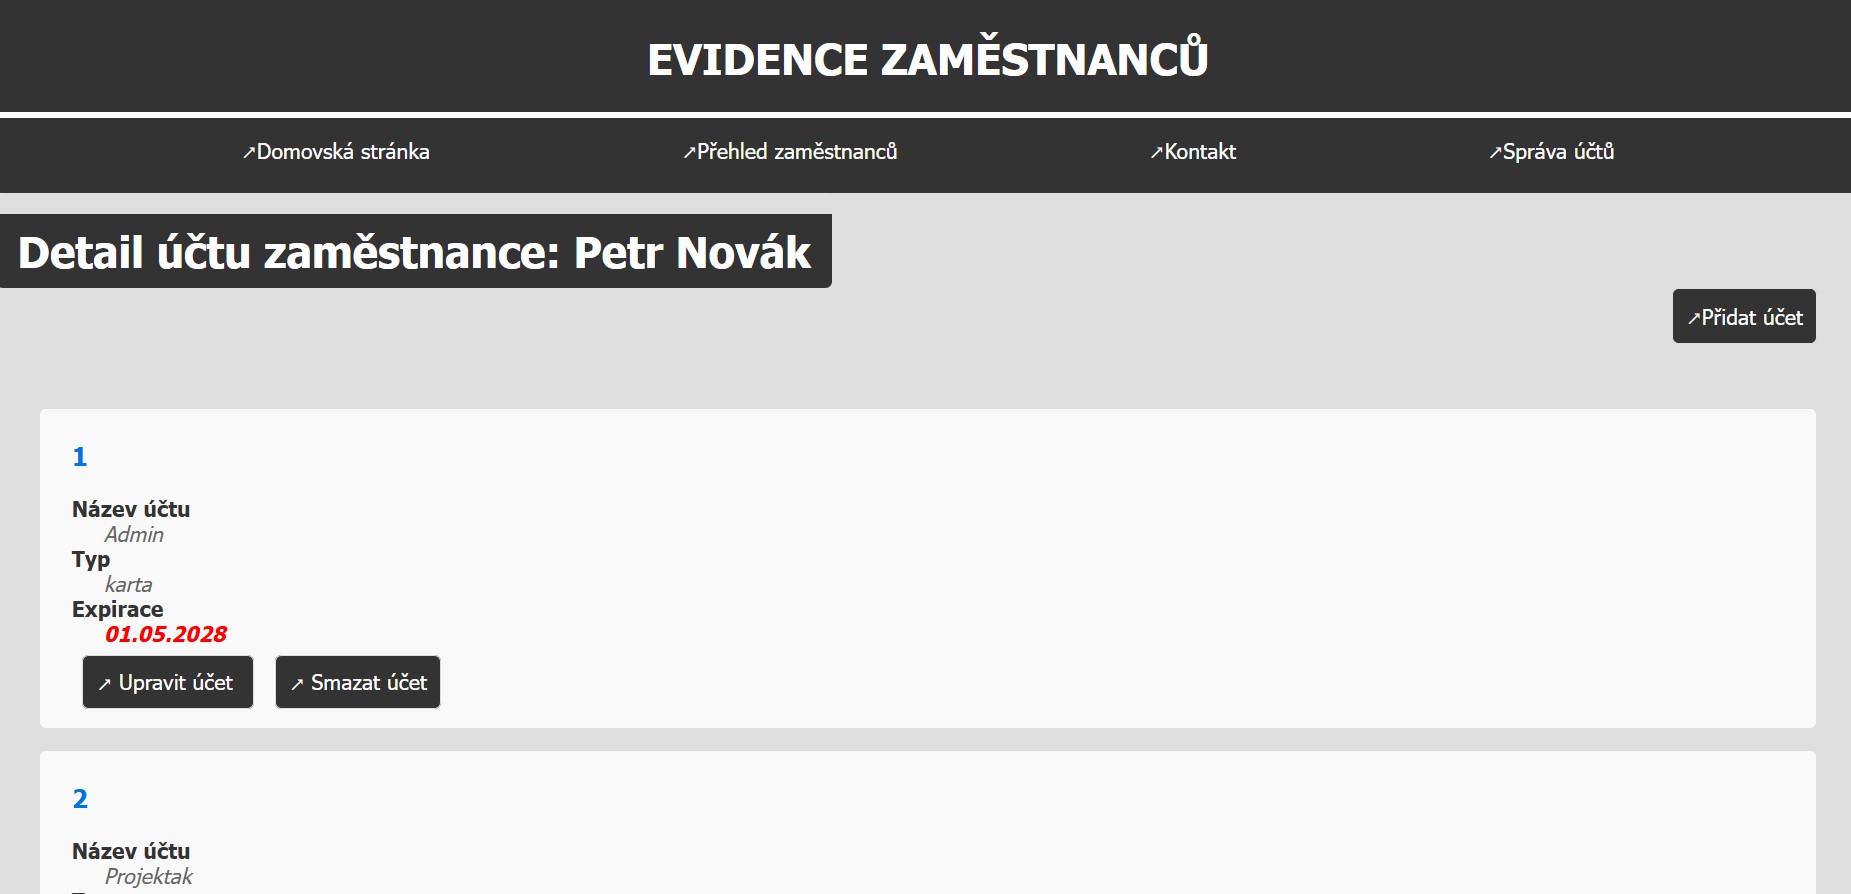 EVIDENCE ZAMĚSTNANCŮ
↗Domovská stránka ↗Přehled zaměstnanců ↗Kontakt ↗Správa účtů
Detail účtu zaměstnance: Petr Novák
↗Přidat účet
1
Název účtu
Admin
Typ
karta
Expirace
01.05.2028
↗ Upravit účet ↗ Smazat účet
2
Název účtu
Projektak